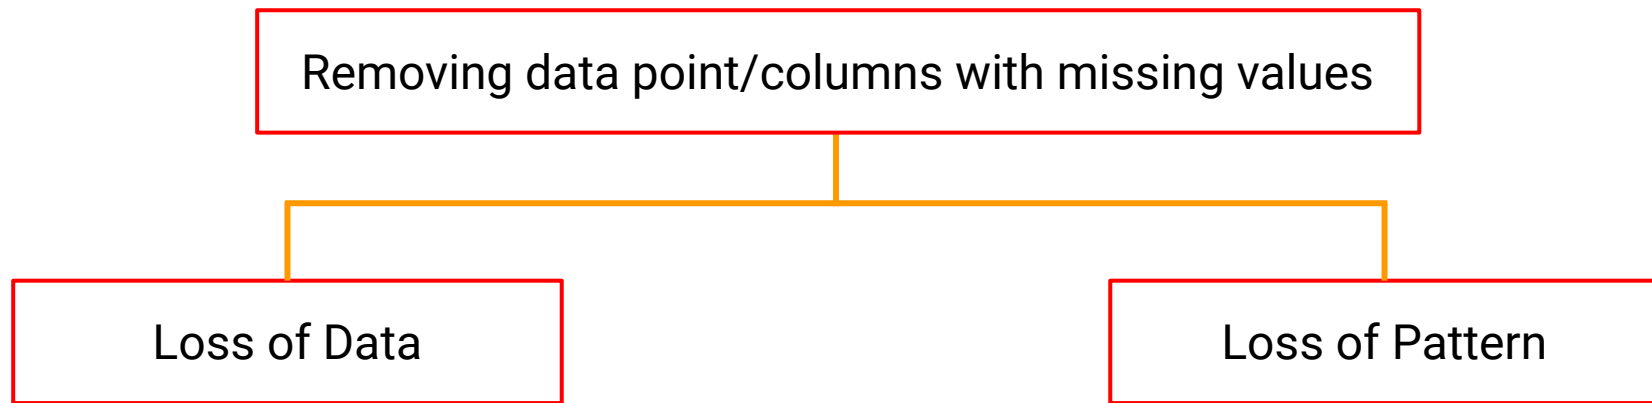 Removing data point/columns with missing values
Loss of Data
Loss of Pattern